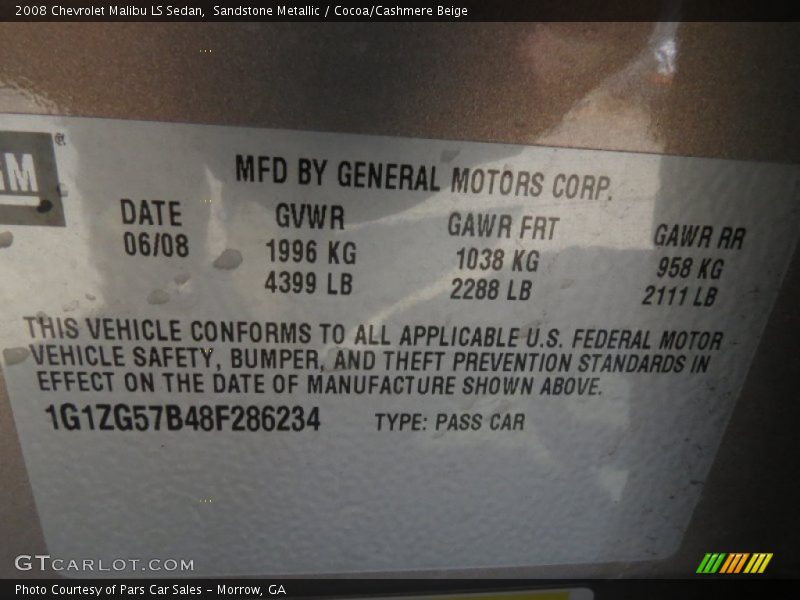 2008 Chevrolet Malibu LS Sedan, Sandstone Metallic / Cocoa/Cashmere Beige
GM®
MFD BY GENERAL MOTORS CORP.
DATE GVWR GAWR FRT GAWR RR
06/08 1996 KG 1038 KG 958 KG
4399 LB 2288 LB 2111 LB
THIS VEHICLE CONFORMS TO ALL APPLICABLE U.S. FEDERAL MOTOR
VEHICLE SAFETY, BUMPER, AND THEFT PREVENTION STANDARDS IN
EFFECT ON THE DATE OF MANUFACTURE SHOWN ABOVE.
1G1ZG57B48F286234 TYPE: PASS CAR
GTCARLOT.COM
Photo Courtesy of Pars Car Sales - Morrow, GA